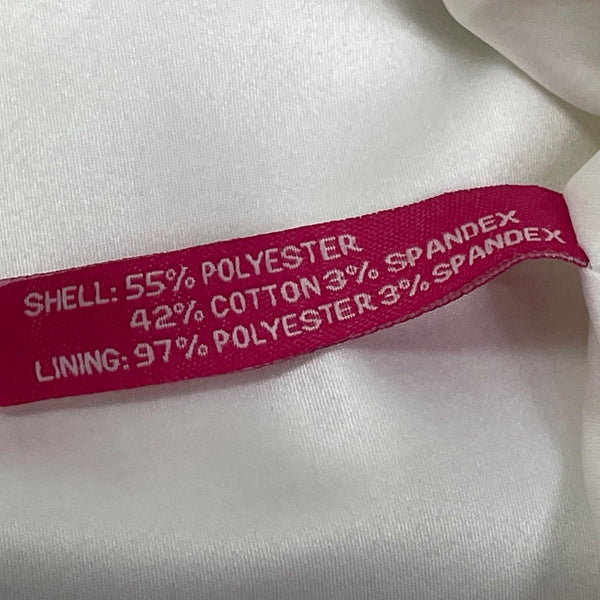 SHELL: 55% POLYESTER
42% COTTON 3% SPANDEX
LINING: 97% POLYESTER 3% SPANDEX